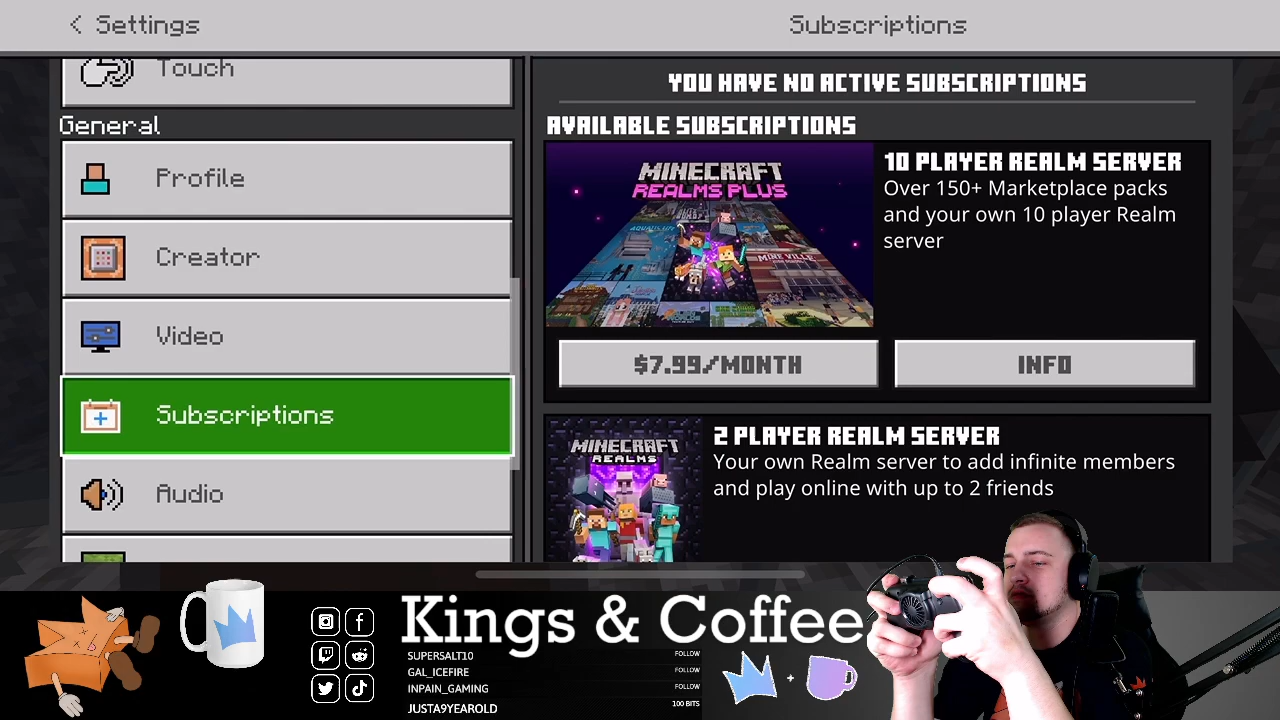 Settings
Subscriptions
Touch
General
Profile
Creator
Video
Subscriptions
Audio
YOU HAVE NO ACTIVE SUBSCRIPTIONS
AVAILABLE SUBSCRIPTIONS
MINECRAFT
REALMS PLUS
MINE VILLE
10 PLAYER REALM SERVER
Over 150+ Marketplace packs
and your own 10 player Realm
server
$7.99/MONTH
INFO
MINECRAFT
REALMS
2 PLAYER REALM SERVER
Your own Realm server to add infinite members
and play online with up to 2 friends
Kings & Coffee
SUPERSALT10 FOLLOW
GAL_ICEFIRE FOLLOW
INPAIN_GAMING FOLLOW
JUSTA9YEAROLD 100 BITS
+